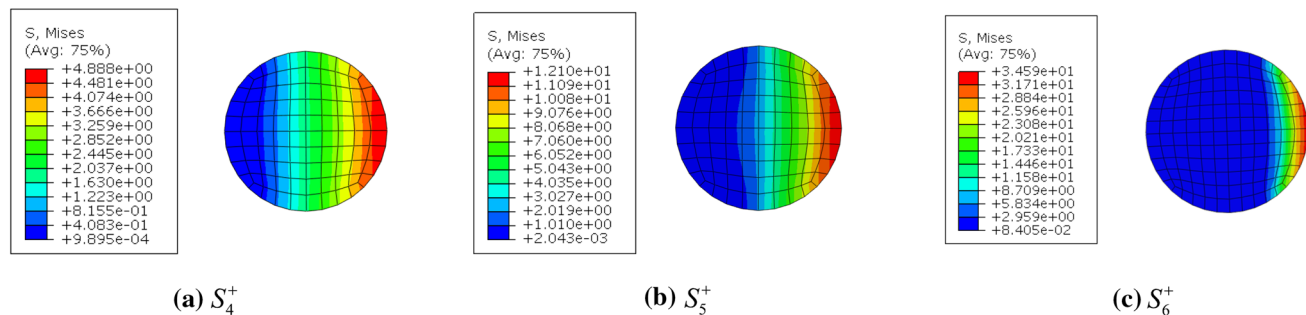 S, Mises
(Avg: 75%)
+4.888e+00
+4.481e+00
+4.074e+00
+3.666e+00
+3.259e+00
+2.852e+00
+2.445e+00
+2.037e+00
+1.630e+00
+1.223e+00
+8.155e-01
+4.083e-01
+9.895e-04
(a) S₄⁺
S, Mises
(Avg: 75%)
+1.210e+01
+1.109e+01
+1.008e+01
+9.076e+00
+8.068e+00
+7.060e+00
+6.052e+00
+5.043e+00
+4.035e+00
+3.027e+00
+2.019e+00
+1.010e+00
+2.043e-03
(b) S₅⁺
S, Mises
(Avg: 75%)
+3.459e+01
+3.171e+01
+2.884e+01
+2.596e+01
+2.308e+01
+2.021e+01
+1.733e+01
+1.446e+01
+1.158e+01
+8.709e+00
+5.834e+00
+2.959e+00
+8.405e-02
(c) S₆⁺